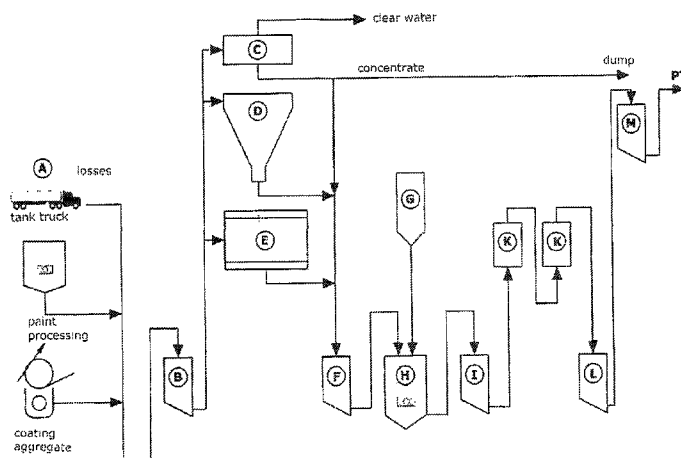 clear water
C
concentrate
dump
D
M
A
losses
tank truck
G
E
K
K
paint
processing
B
F
H
I
L
coating
aggregate